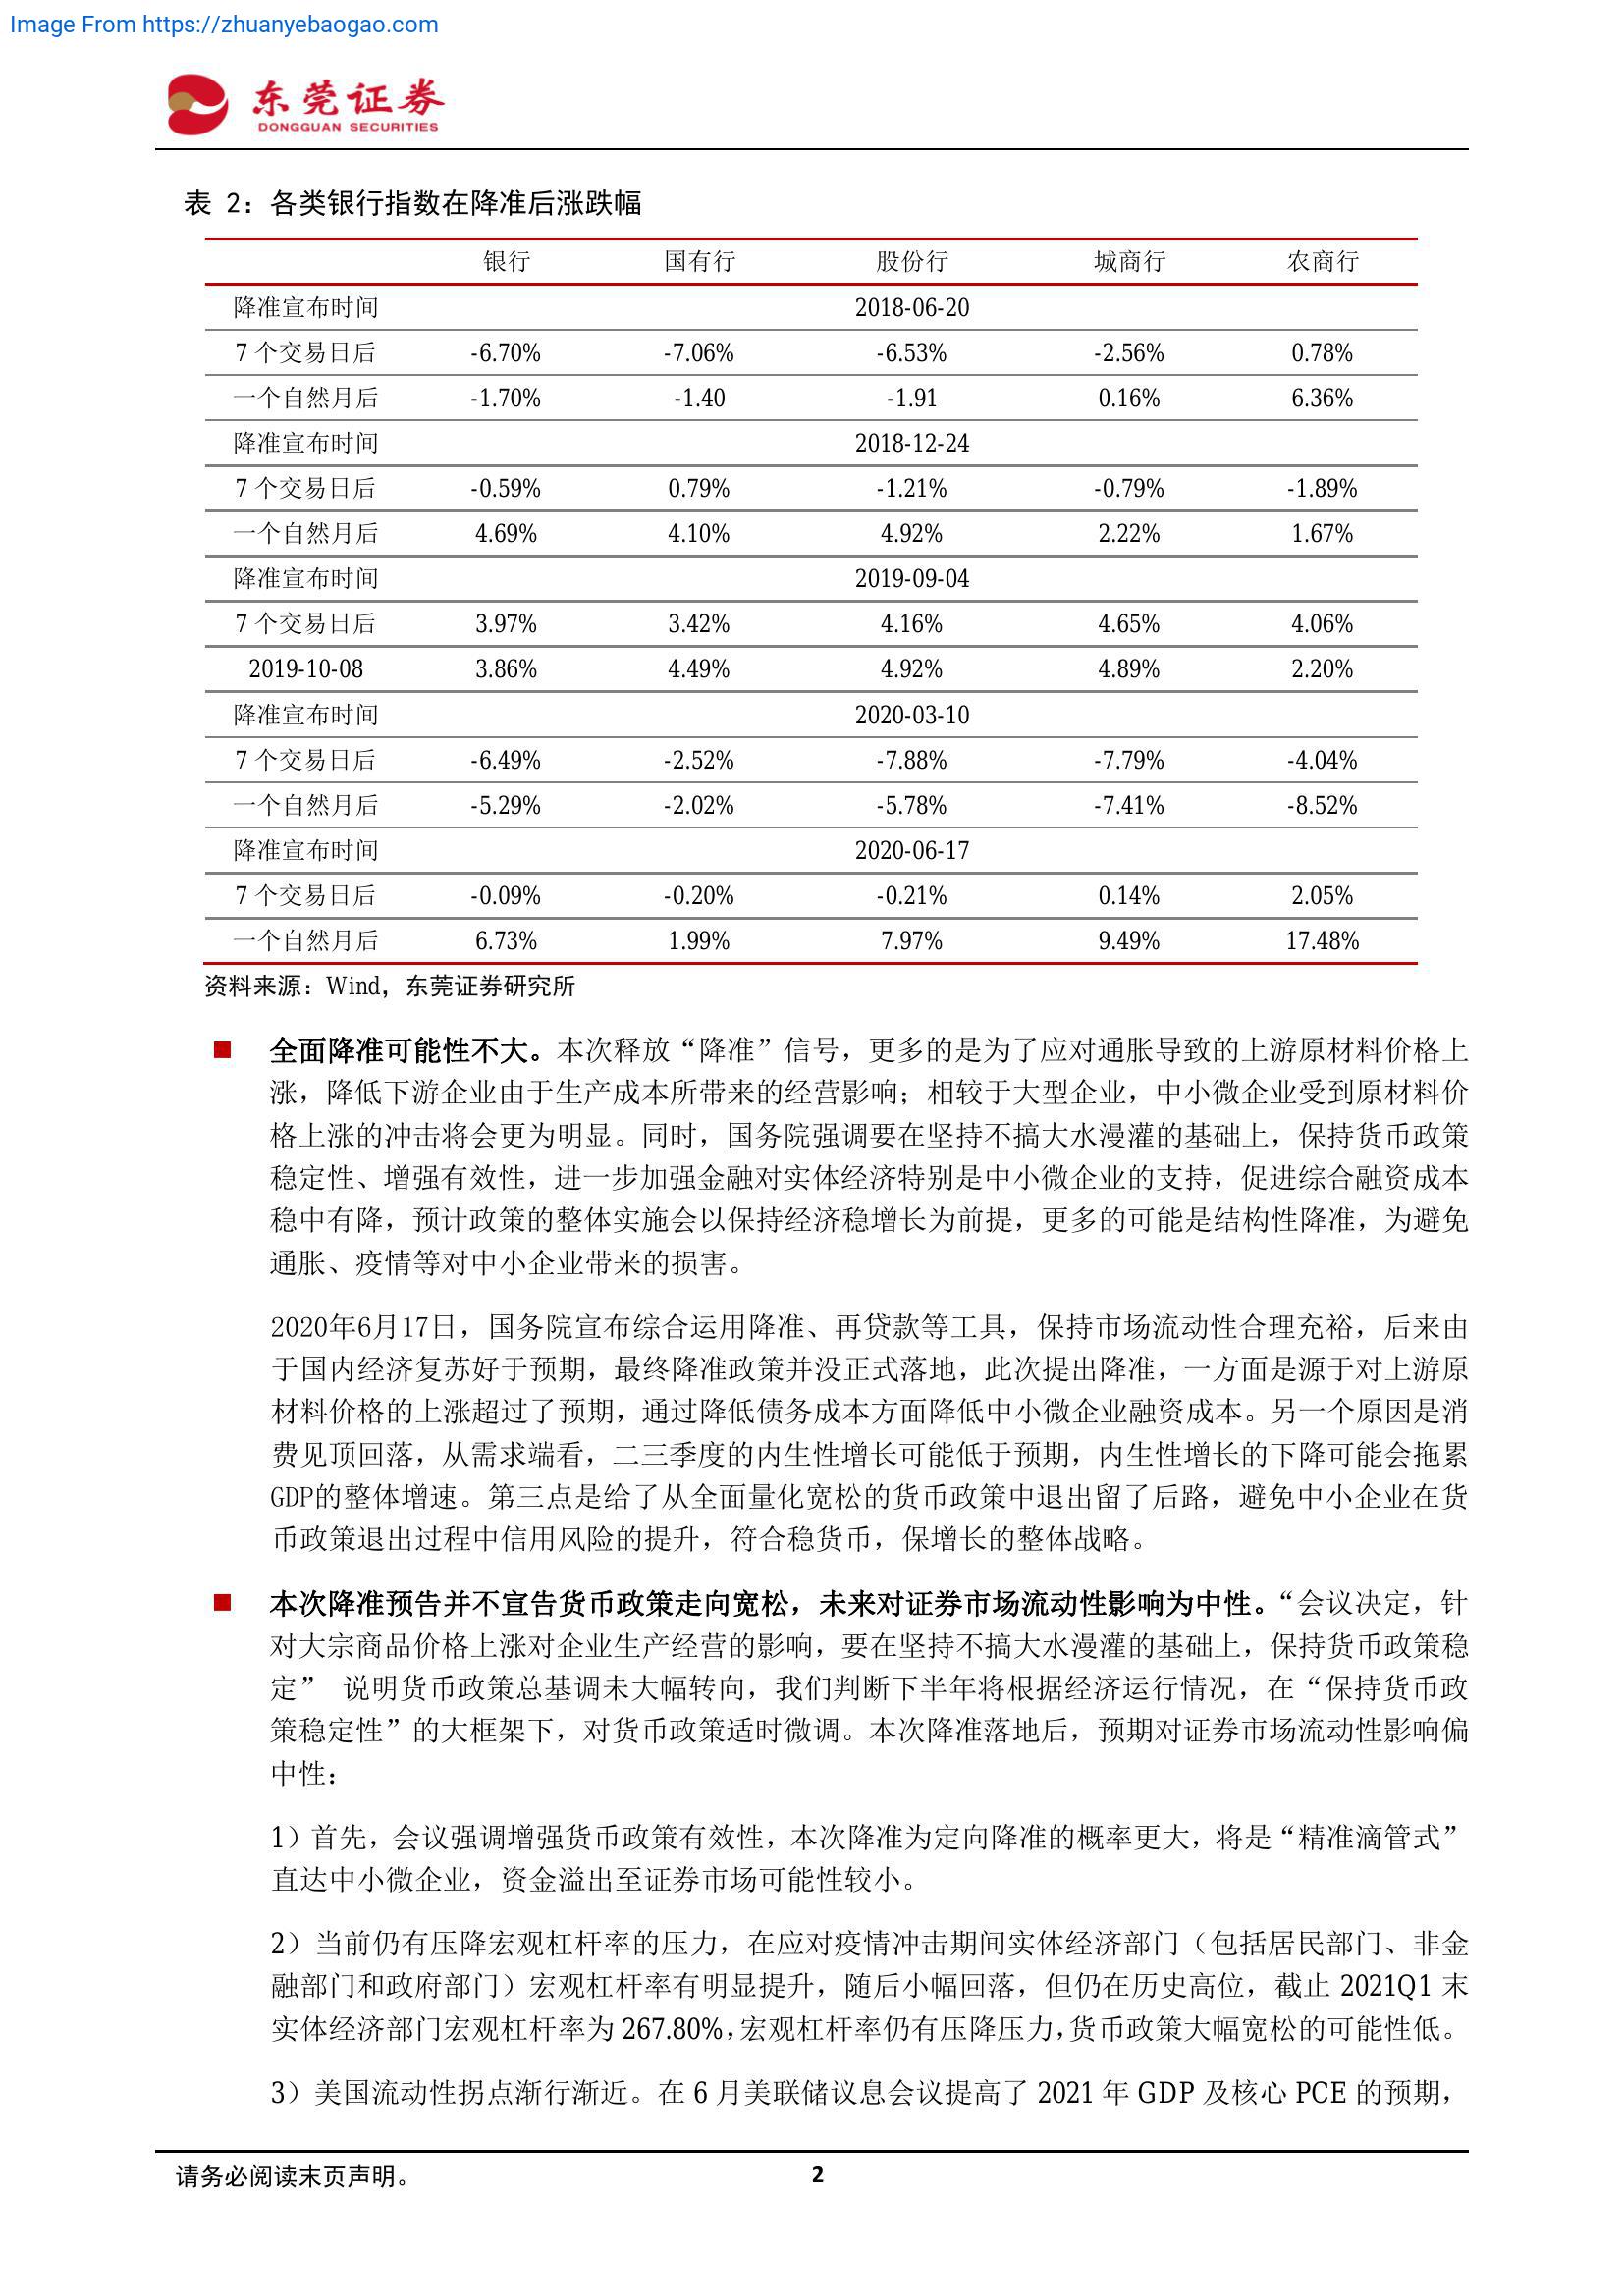 Image From https://zhuanyebaogao.com
东莞证券
DONGGUAN SECURITIES
表 2：各类银行指数在降准后涨跌幅
银行 国有行 股份行 城商行 农商行
降准宣布时间 2018-06-20
7 个交易日后 -6.70% -7.06% -6.53% -2.56% 0.78%
一个自然月后 -1.70% -1.40 -1.91 0.16% 6.36%
降准宣布时间 2018-12-24
7 个交易日后 -0.59% 0.79% -1.21% -0.79% -1.89%
一个自然月后 4.69% 4.10% 4.92% 2.22% 1.67%
降准宣布时间 2019-09-04
7 个交易日后 3.97% 3.42% 4.16% 4.65% 4.06%
2019-10-08 3.86% 4.49% 4.92% 4.89% 2.20%
降准宣布时间 2020-03-10
7 个交易日后 -6.49% -2.52% -7.88% -7.79% -4.04%
一个自然月后 -5.29% -2.02% -5.78% -7.41% -8.52%
降准宣布时间 2020-06-17
7 个交易日后 -0.09% -0.20% -0.21% 0.14% 2.05%
一个自然月后 6.73% 1.99% 7.97% 9.49% 17.48%
资料来源：Wind，东莞证券研究所
全面降准可能性不大。本次释放“降准”信号，更多的是为了应对通胀导致的上游原材料价格上
涨，降低下游企业由于生产成本所带来的经营影响；相较于大型企业，中小微企业受到原材料价
格上涨的冲击将会更为明显。同时，国务院强调要在坚持不搞大水漫灌的基础上，保持货币政策
稳定性、增强有效性，进一步加强金融对实体经济特别是中小微企业的支持，促进综合融资成本
稳中有降，预计政策的整体实施会以保持经济稳增长为前提，更多的可能是结构性降准，为避免
通胀、疫情等对中小企业带来的损害。
2020年6月17日，国务院宣布综合运用降准、再贷款等工具，保持市场流动性合理充裕，后来由
于国内经济复苏好于预期，最终降准政策并没正式落地，此次提出降准，一方面是源于对上游原
材料价格的上涨超过了预期，通过降低债务成本方面降低中小微企业融资成本。另一个原因是消
费见顶回落，从需求端看，二三季度的内生性增长可能低于预期，内生性增长的下降可能会拖累
GDP的整体增速。第三点是给了从全面量化宽松的货币政策中退出留了后路，避免中小企业在货
币政策退出过程中信用风险的提升，符合稳货币，保增长的整体战略。
本次降准预告并不宣告货币政策走向宽松，未来对证券市场流动性影响为中性。“会议决定，针
对大宗商品价格上涨对企业生产经营的影响，要在坚持不搞大水漫灌的基础上，保持货币政策稳
定” 说明货币政策总基调未大幅转向，我们判断下半年将根据经济运行情况，在“保持货币政
策稳定性”的大框架下，对货币政策适时微调。本次降准落地后，预期对证券市场流动性影响偏
中性：
1）首先，会议强调增强货币政策有效性，本次降准为定向降准的概率更大，将是“精准滴管式”
直达中小微企业，资金溢出至证券市场可能性较小。
2）当前仍有压降宏观杠杆率的压力，在应对疫情冲击期间实体经济部门（包括居民部门、非金
融部门和政府部门）宏观杠杆率有明显提升，随后小幅回落，但仍在历史高位，截止 2021Q1 末
实体经济部门宏观杠杆率为 267.80%，宏观杠杆率仍有压降压力，货币政策大幅宽松的可能性低。
3）美国流动性拐点渐行渐近。在 6 月美联储议息会议提高了 2021 年 GDP 及核心 PCE 的预期，
请务必阅读末页声明。 2